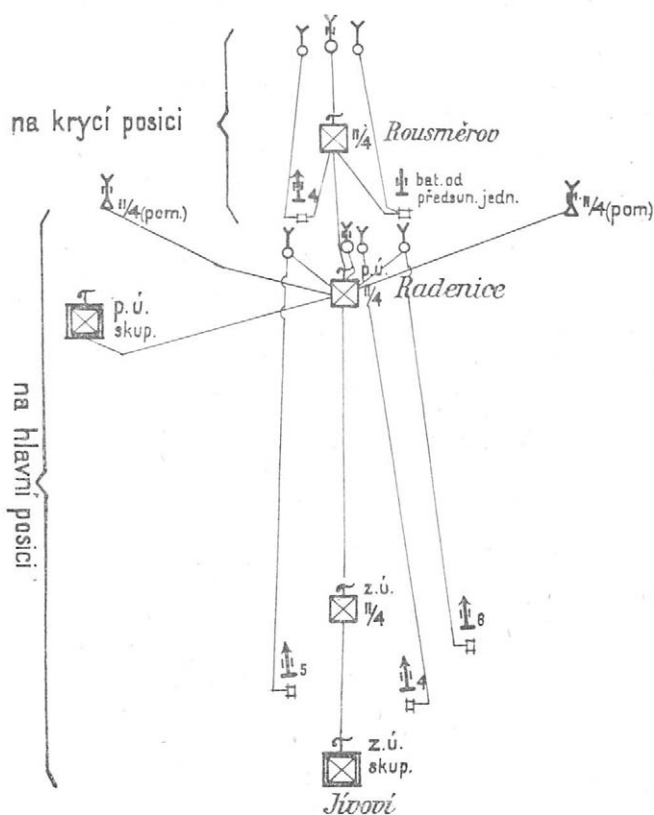 na krycí posici
II/4
Rousměrov
4
bat. od
předsun. jedn.
II/4 (pom.)
II/4 (pom)
p.ú.
II/4
Radenice
p.ú.
skup.
na hlavní posici
z.ú.
II/4
6
5
4
z.ú.
skup.
Jívoví